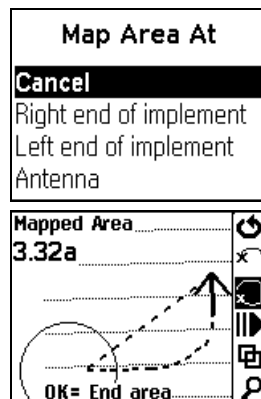 Map Area At
Cancel
Right end of implement
Left end of implement
Antenna
Mapped Area
3.32a
OK= End area